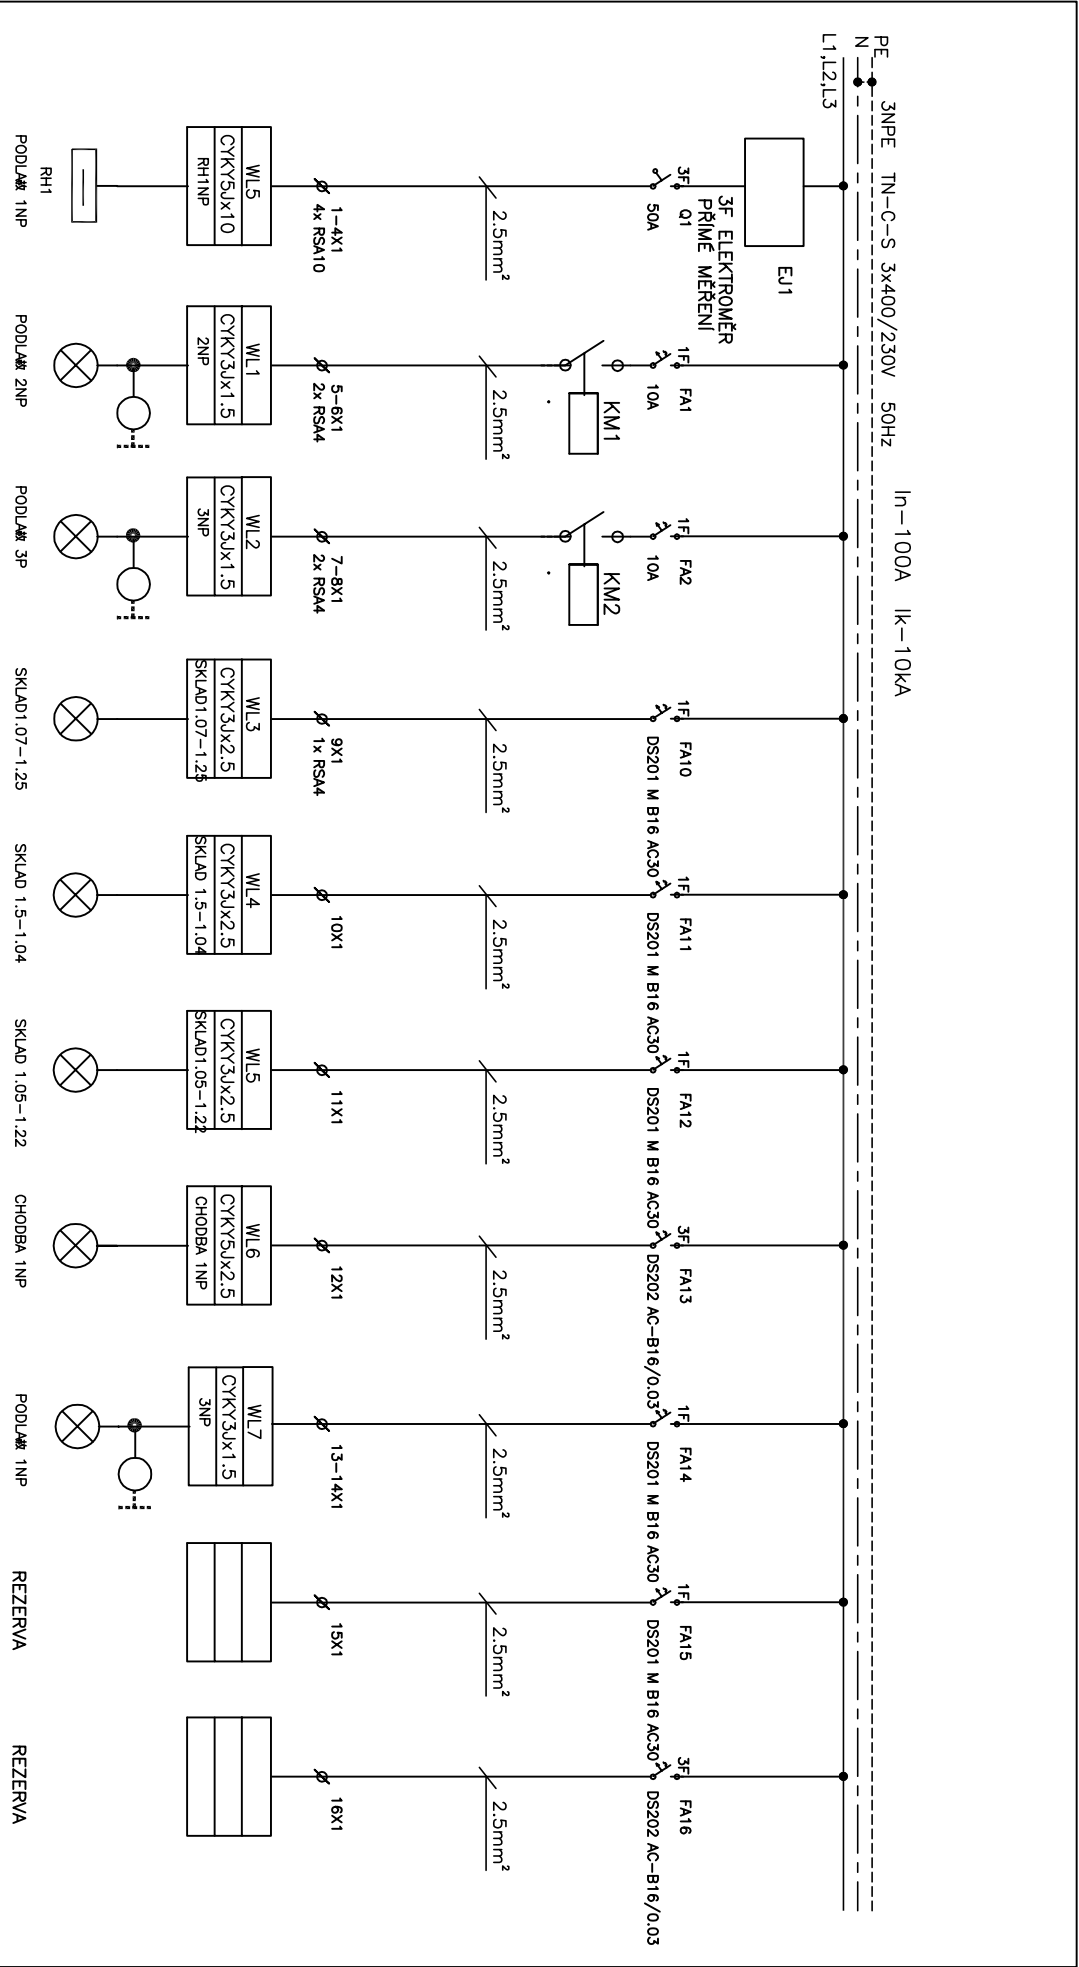 PE
N
L1,L2,L3
3NPE TN-C-S 3x400/230V 50Hz
In-100A Ik-10kA
EJ1
3F ELEKTROMĚR
PŘÍMÉ MĚŘENÍ
3F Q1
50A
2.5mm²
1-4X1
4x RSA10
WL5
CYKY5Jx10
RH1NP
RH1
1NP
1F FA1
10A
KM1
2.5mm²
5-6X1
2x RSA4
WL1
CYKY3Jx1.5
2NP
2NP
1F FA2
10A
KM2
2.5mm²
7-8X1
2x RSA4
WL2
CYKY3Jx1.5
3NP
3P
1F FA10
DS201 M B16 AC30
2.5mm²
9X1
1x RSA4
WL3
CYKY3Jx2.5
SKLAD1.07-1.25
SKLAD1.07-1.25
1F FA11
DS201 M B16 AC30
2.5mm²
10X1
WL4
CYKY3Jx2.5
SKLAD 1.5-1.04
SKLAD 1.5-1.04
1F FA12
DS201 M B16 AC30
2.5mm²
11X1
WL5
CYKY3Jx2.5
SKLAD1.05-1.22
SKLAD 1.05-1.22
3F FA13
DS202 AC-B16/0.03
2.5mm²
12X1
WL6
CYKY5Jx2.5
CHODBA 1NP
CHODBA 1NP
1F FA14
DS201 M B16 AC30
2.5mm²
13-14X1
WL7
CYKY3Jx1.5
3NP
1NP
1F FA15
DS201 M B16 AC30
2.5mm²
15X1
REZERVA
3F FA16
DS202 AC-B16/0.03
2.5mm²
16X1
REZERVA